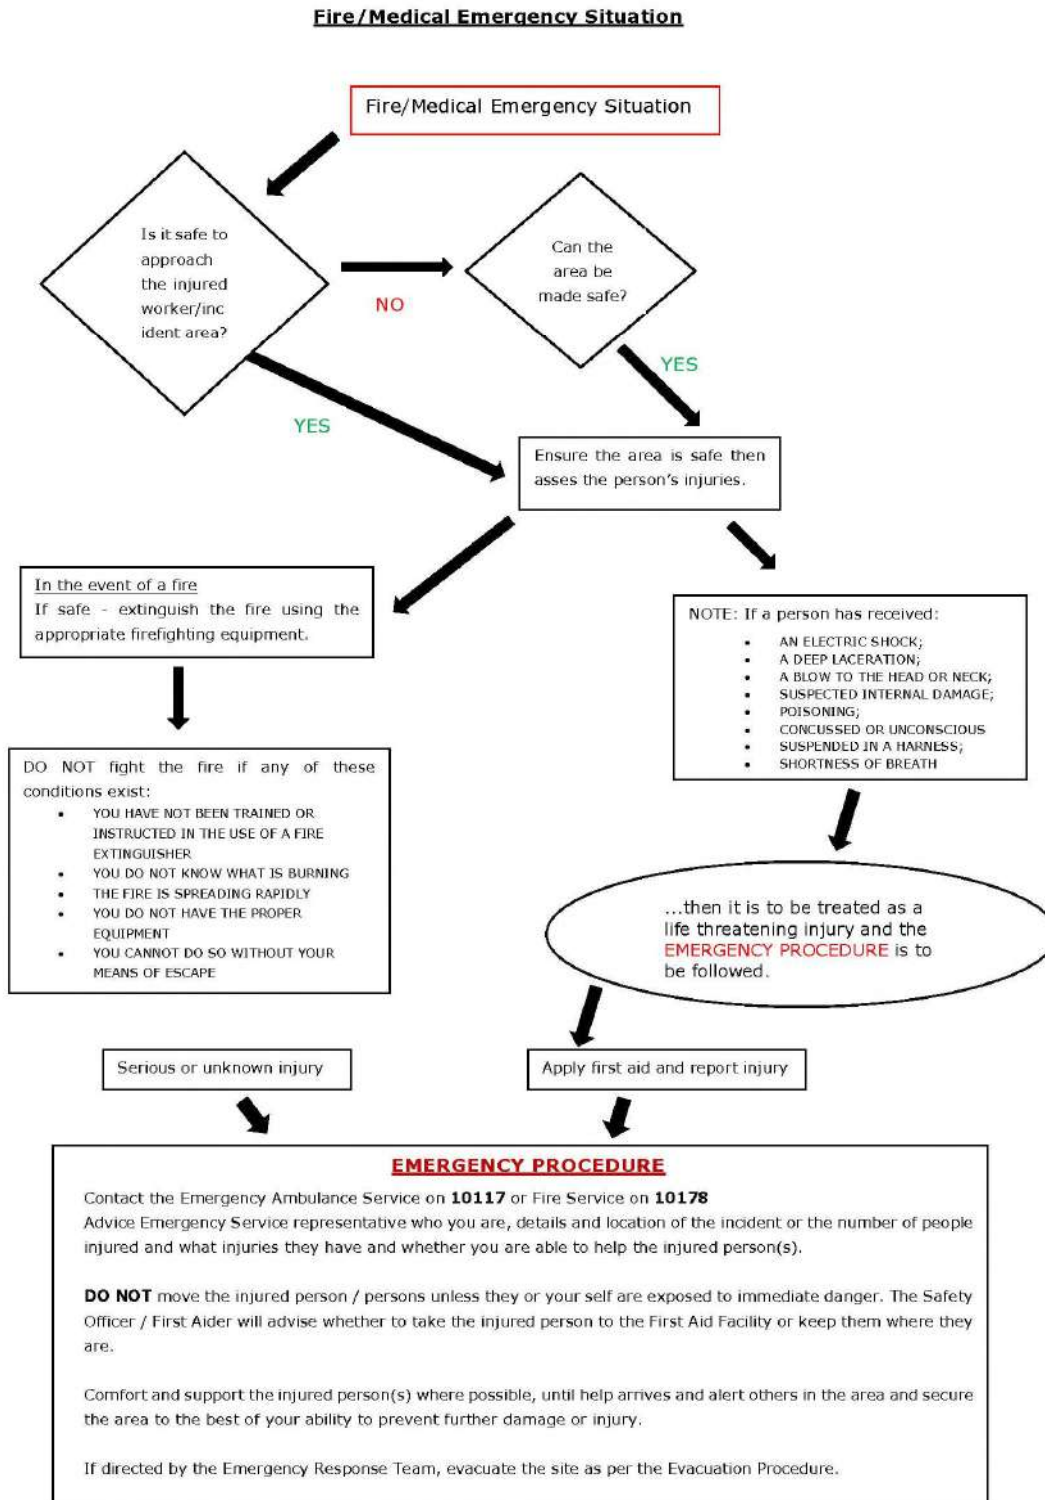 Fire/Medical Emergency Situation
Fire/Medical Emergency Situation
Is it safe to
approach
the injured
worker/inc
ident area?
NO
Can the
area be
made safe?
YES
YES
Ensure the area is safe then
asses the person's injuries.
In the event of a fire
If safe - extinguish the fire using the
appropriate firefighting equipment.
NOTE: If a person has received:
• AN ELECTRIC SHOCK;
• A DEEP LACERATION;
• A BLOW TO THE HEAD OR NECK;
• SUSPECTED INTERNAL DAMAGE;
• POISONING;
• CONCUSSED OR UNCONSCIOUS
• SUSPENDED IN A HARNESS;
• SHORTNESS OF BREATH
DO NOT fight the fire if any of these
conditions exist:
• YOU HAVE NOT BEEN TRAINED OR
INSTRUCTED IN THE USE OF A FIRE
EXTINGUISHER
• YOU DO NOT KNOW WHAT IS BURNING
• THE FIRE IS SPREADING RAPIDLY
• YOU DO NOT HAVE THE PROPER
EQUIPMENT
• YOU CANNOT DO SO WITHOUT YOUR
MEANS OF ESCAPE
...then it is to be treated as a
life threatening injury and the
EMERGENCY PROCEDURE is to
be followed.
Serious or unknown injury
Apply first aid and report injury
EMERGENCY PROCEDURE
Contact the Emergency Ambulance Service on 10117 or Fire Service on 10178
Advice Emergency Service representative who you are, details and location of the incident or the number of people
injured and what injuries they have and whether you are able to help the injured person(s).
DO NOT move the injured person / persons unless they or your self are exposed to immediate danger. The Safety
Officer / First Aider will advise whether to take the injured person to the First Aid Facility or keep them where they
are.
Comfort and support the injured person(s) where possible, until help arrives and alert others in the area and secure
the area to the best of your ability to prevent further damage or injury.
If directed by the Emergency Response Team, evacuate the site as per the Evacuation Procedure.